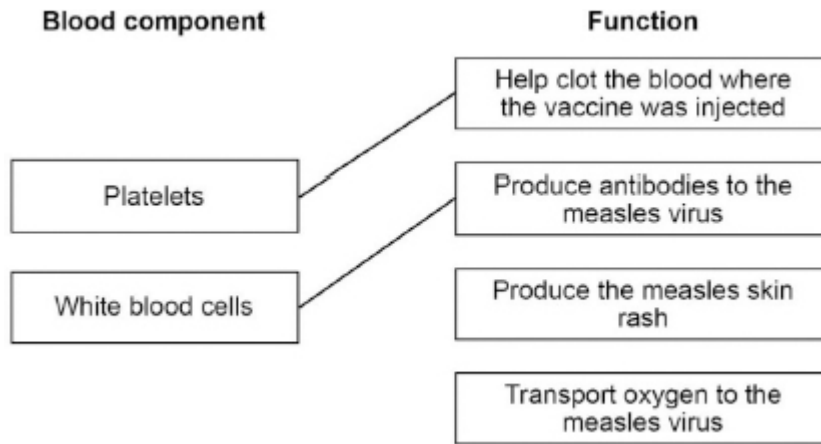 Blood component
Function
Help clot the blood where
the vaccine was injected
Platelets
Produce antibodies to the
measles virus
White blood cells
Produce the measles skin
rash
Transport oxygen to the
measles virus